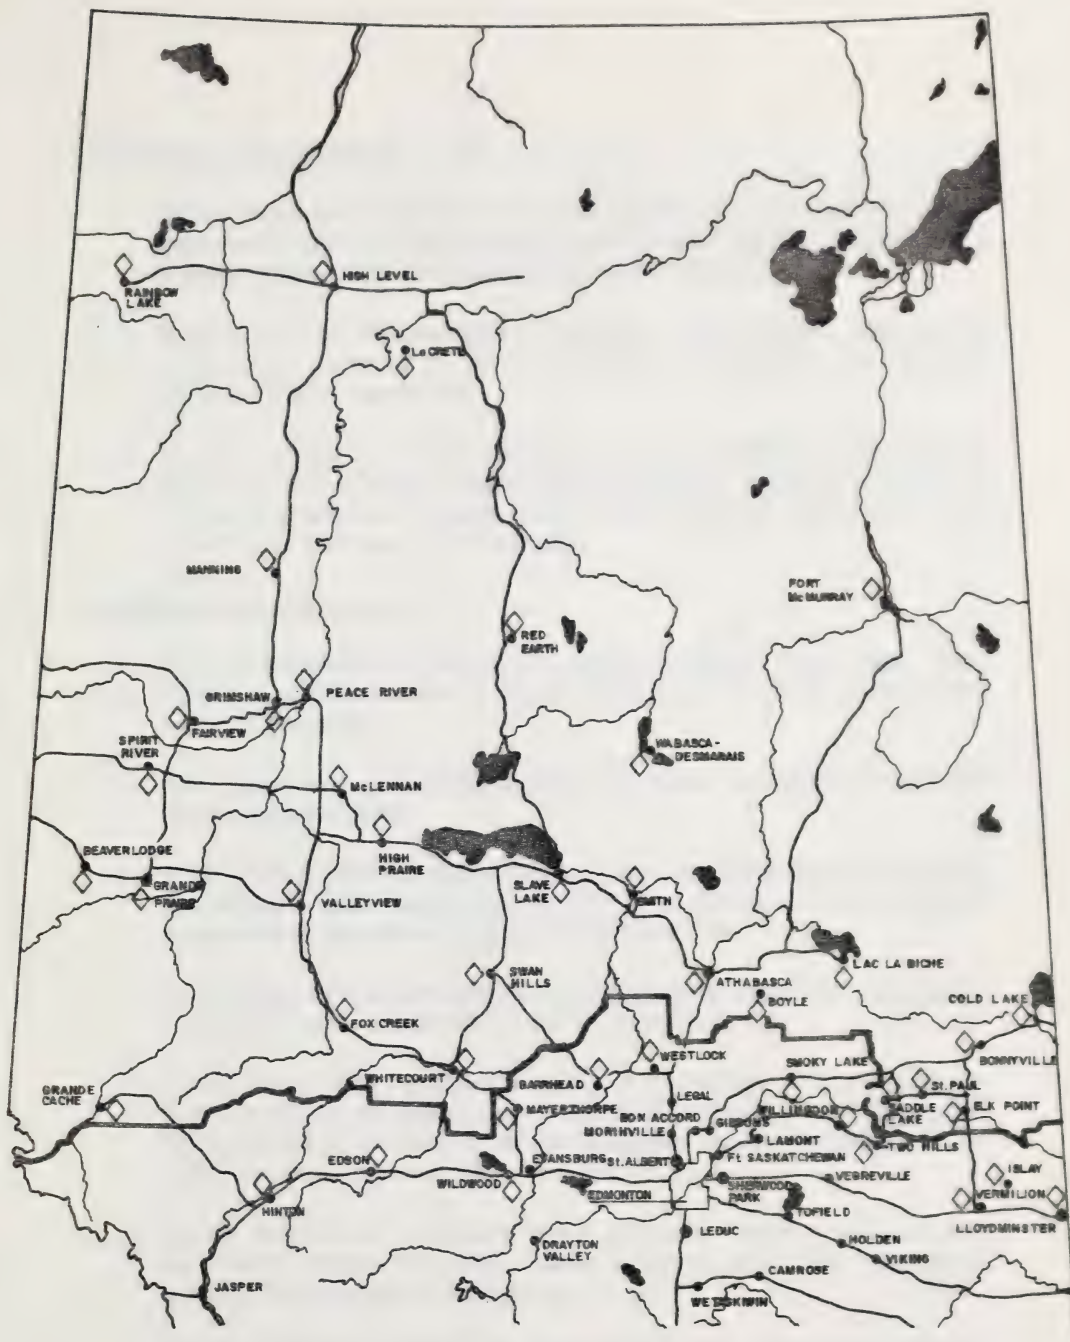 RAINBOW
LAKE
HIGH LEVEL
La CRETE
MANNING
FORT
McMURRAY
RED
EARTH
GRIMSHAW
PEACE RIVER
FAIRVIEW
SPIRIT
RIVER
WABASCA-
DESMARAIS
McLENNAN
BEAVERLODGE
HIGH
PRAIRE
GRANDE
PRAIRE
VALLEYVIEW
SLAVE
LAKE
SMITH
LAC LA BICHE
SWAN
HILLS
ATHABASCA
BOYLE
COLD LAKE
FOX CREEK
BONNYVILLE
WESTLOCK
SMOKY LAKE
WHITECOURT
BARRHEAD
ST. PAUL
GRANDE
CACHE
LEGAL
MAYERTHORPE
BON ACCORD
GIBBONS
WILLINGDON
SADDLE
LAKE
ELK POINT
MORINVILLE
LAMONT
TWO HILLS
EDSON
EVANSBURG
ST. ALBERT
Ft SASKATCHEWAN
ISLAY
WILDWOOD
SHERWOOD
PARK
VEGREVILLE
VERMILION
HINTON
EDMONTON
TOFIELD
LLOYDMINSTER
LEDUC
HOLDEN
DRAYTON
VALLEY
VIKING
CAMROSE
JASPER
WETASKIWIN